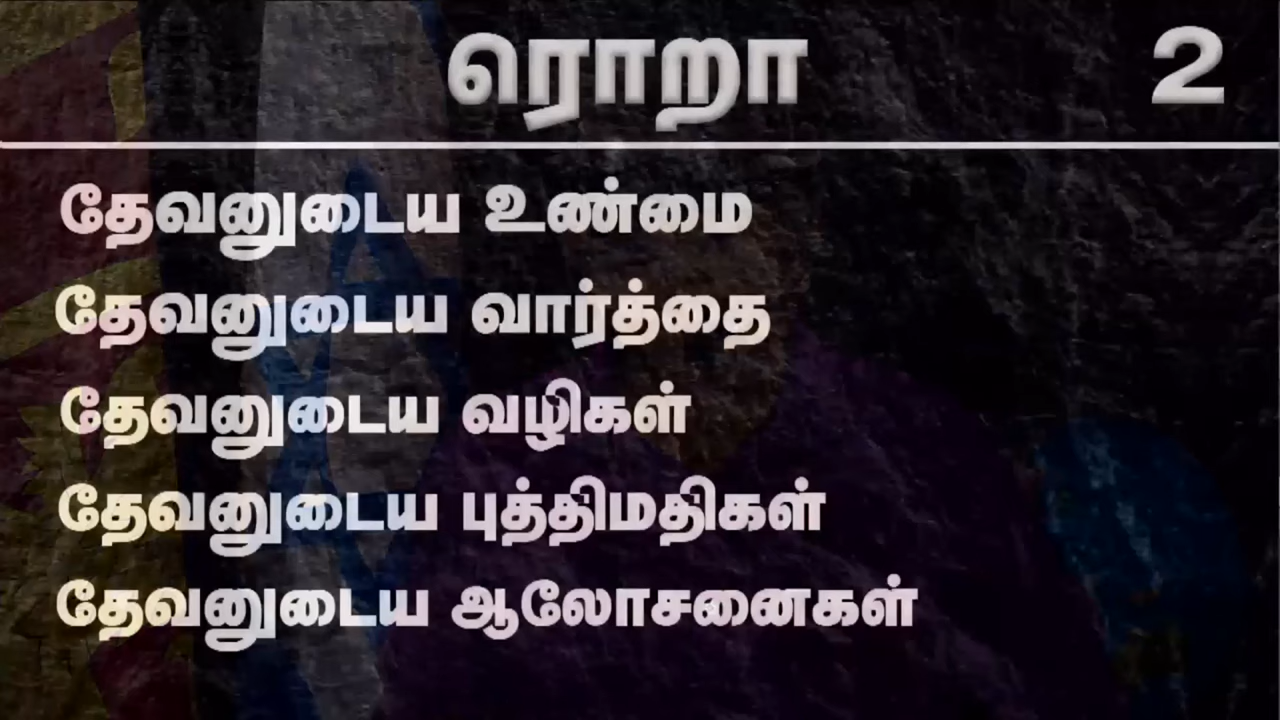 ரொறா 2
தேவனுடைய உண்மை
தேவனுடைய வார்த்தை
தேவனுடைய வழிகள்
தேவனுடைய புத்திமதிகள்
தேவனுடைய ஆலோசனைகள்